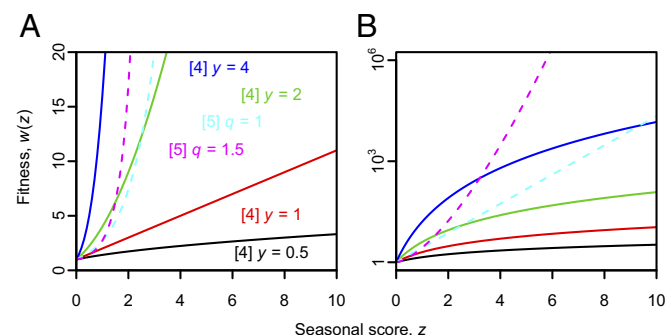 A
B
Fitness, w(z)
20
15
10
5
0
[4] y = 4
[4] y = 2
[5] q = 1
[5] q = 1.5
[4] y = 1
[4] y = 0.5
0 2 4 6 8 10
10⁶
10³
1
0 2 4 6 8 10
Seasonal score, z